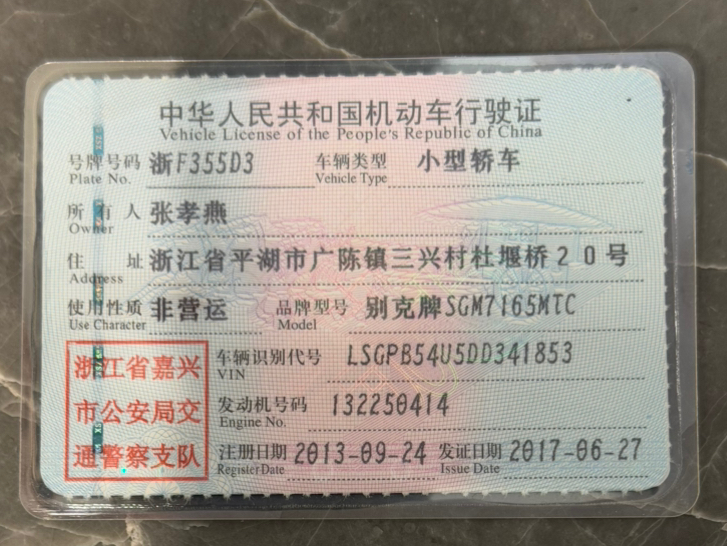 中华人民共和国机动车行驶证
Vehicle License of the People's Republic of China
号牌号码 浙F355D3 车辆类型 小型轿车
Plate No. Vehicle Type
所有人 张孝燕
Owner
住址 浙江省平湖市广陈镇三兴村杜堰桥20号
Address
使用性质 非营运 品牌型号 别克牌SGM7165MTC
Use Character Model
浙江省嘉兴
市公安局交
通警察支队
车辆识别代号 LSGPB54U5DD341853
VIN
发动机号码 132250414
Engine No.
注册日期 2013-09-24 发证日期 2017-06-27
Register Date Issue Date